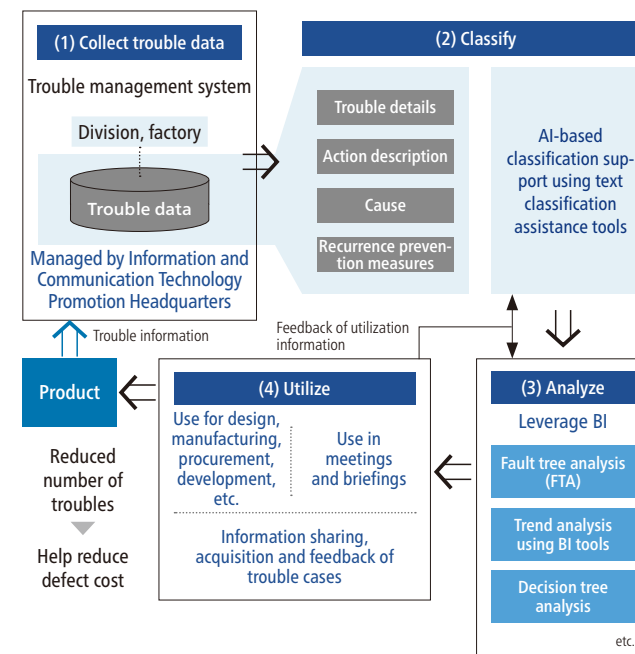 (1) Collect trouble data
Trouble management system
Division, factory
Trouble data
Managed by Information and
Communication Technology
Promotion Headquarters
(2) Classify
Trouble details
Action description
Cause
Recurrence preven-
tion measures
AI-based
classification sup-
port using text
classification
assistance tools
Trouble information
Feedback of utilization
information
(3) Analyze
Leverage BI
Fault tree analysis
(FTA)
Trend analysis
using BI tools
Decision tree
analysis
etc.
(4) Utilize
Use for design,
manufacturing,
procurement,
development,
etc.
Use in
meetings
and briefings
Information sharing,
acquisition and feedback of
trouble cases
Product
Reduced
number of
troubles
Help reduce
defect cost